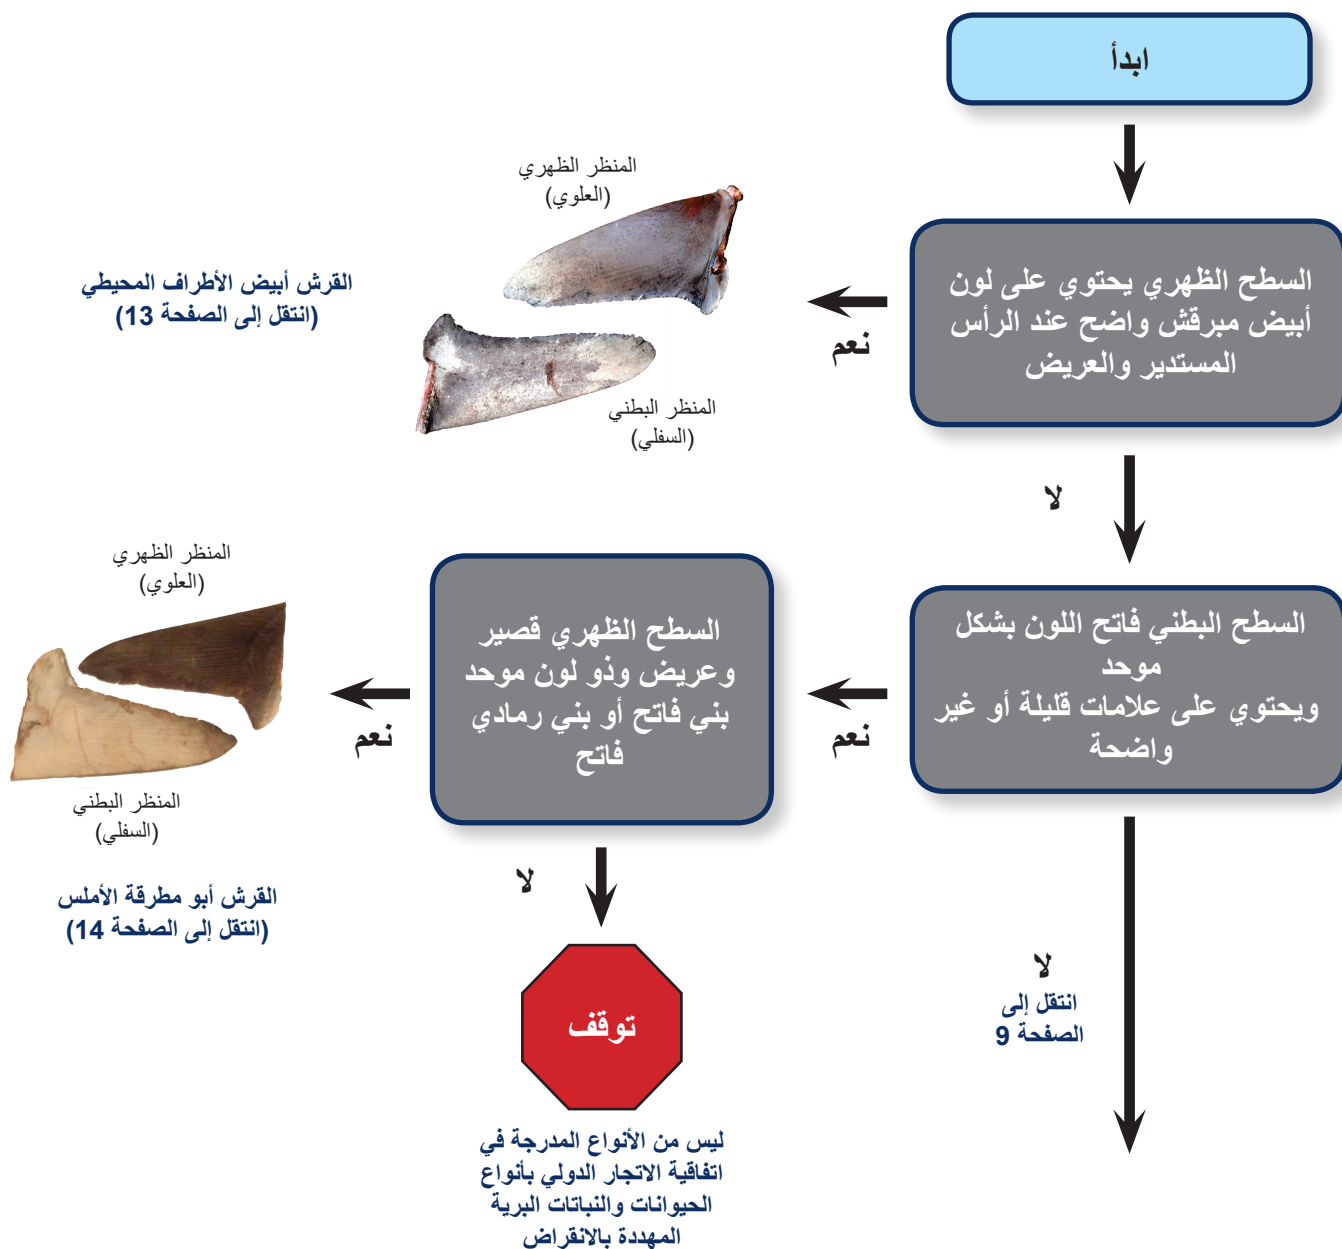 ابدأ
السطح الظهري يحتوي على لون
أبيض مبرقش واضح عند الرأس
المستدير والعريض
نعم
المنظر الظهري
(العلوي)
المنظر البطني
(السفلي)
القرش أبيض الأطراف المحيطي
(انتقل إلى الصفحة 13)
لا
السطح البطني فاتح اللون بشكل
موحد
ويحتوي على علامات قليلة أو غير
واضحة
نعم
السطح الظهري قصير
وعريض وذو لون موحد
بني فاتح أو بني رمادي
فاتح
نعم
المنظر الظهري
(العلوي)
المنظر البطني
(السفلي)
القرش أبو مطرقة الأملس
(انتقل إلى الصفحة 14)
لا
توقف
ليس من الأنواع المدرجة في
اتفاقية الاتجار الدولي بأنواع
الحيوانات والنباتات البرية
المهددة بالانقراض
لا
انتقل إلى
الصفحة 9